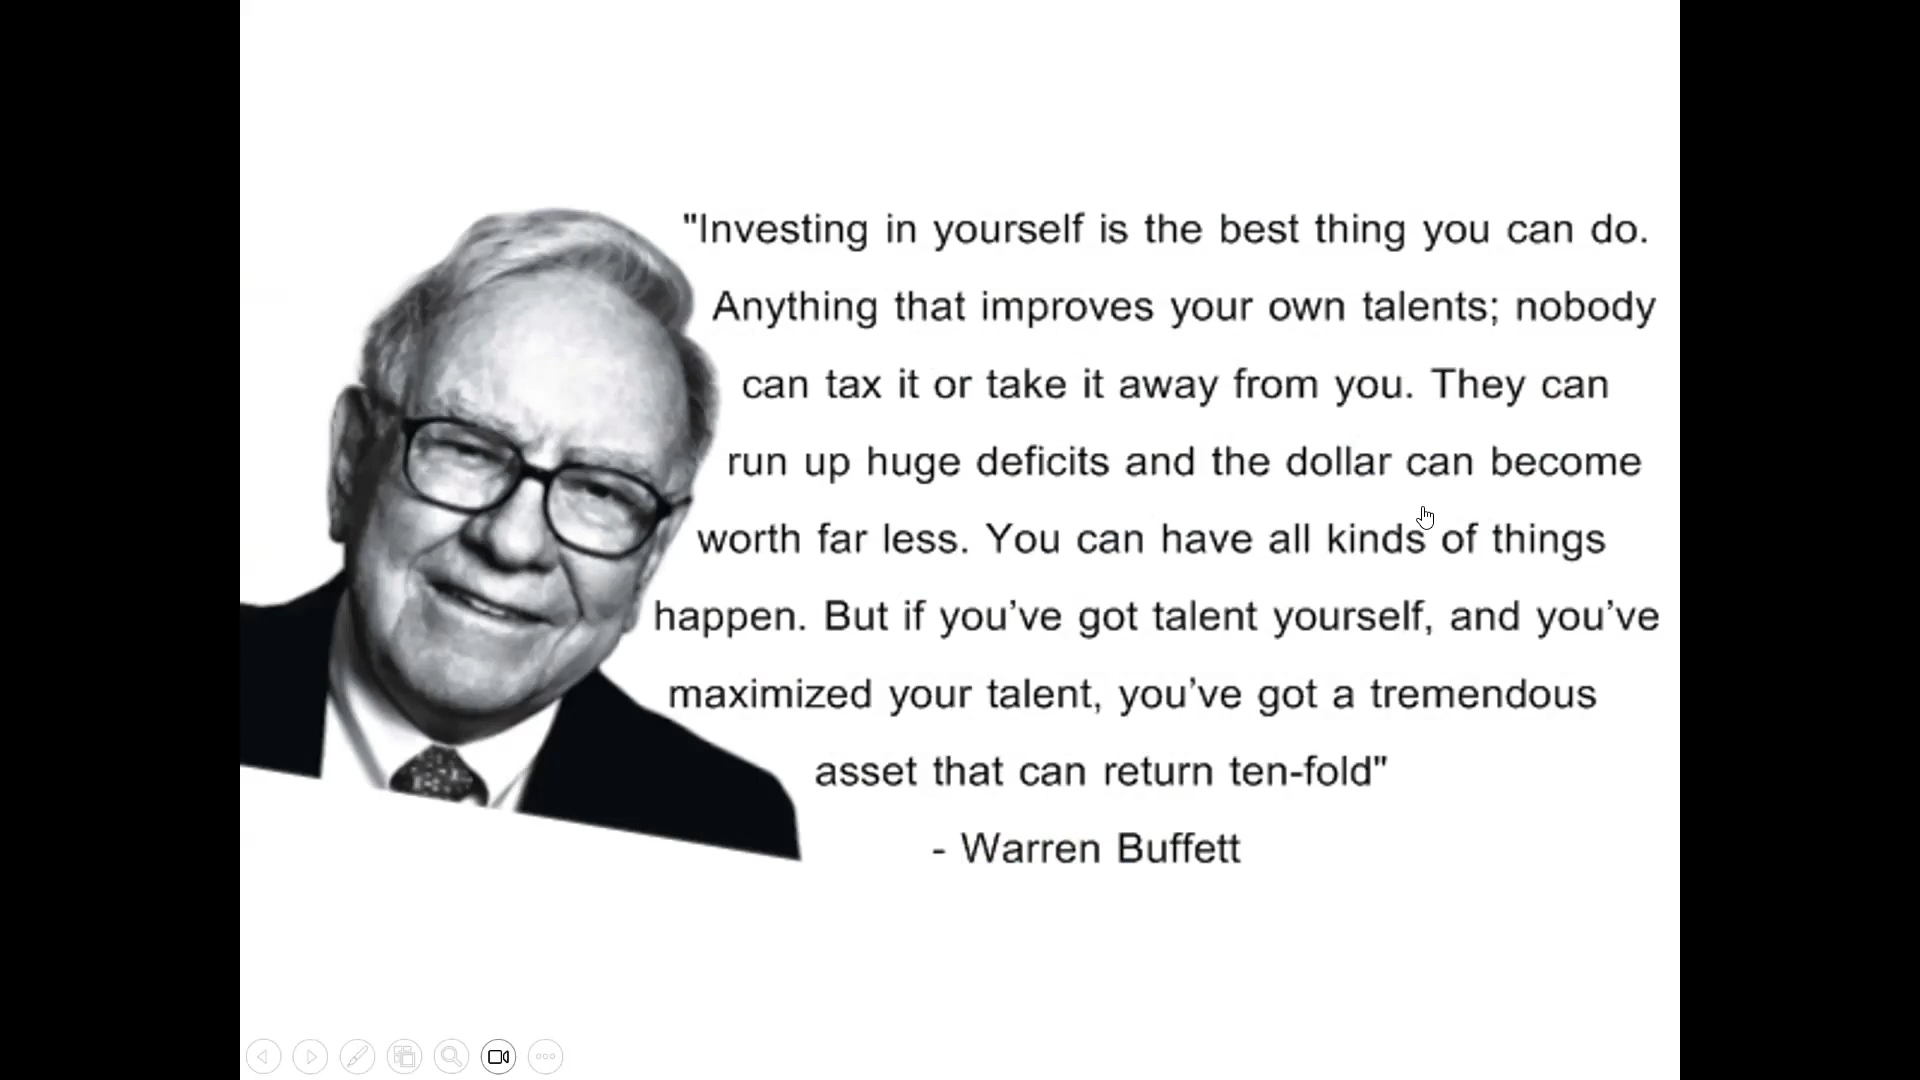 "Investing in yourself is the best thing you can do.
Anything that improves your own talents; nobody
can tax it or take it away from you. They can
run up huge deficits and the dollar can become
worth far less. You can have all kinds of things
happen. But if you’ve got talent yourself, and you’ve
maximized your talent, you’ve got a tremendous
asset that can return ten-fold"
- Warren Buffett